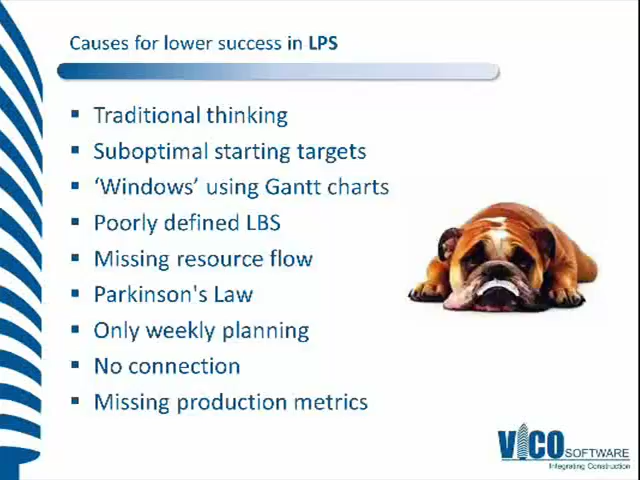 Causes for lower success in LPS
Traditional thinking
Suboptimal starting targets
‘Windows’ using Gantt charts
Poorly defined LBS
Missing resource flow
Parkinson's Law
Only weekly planning
No connection
Missing production metrics
VICO SOFTWARE
Integrating Construction